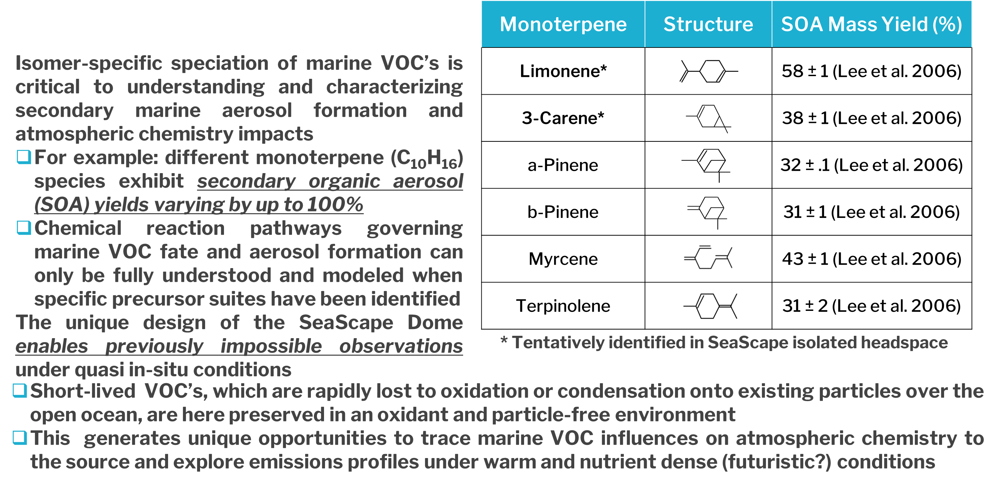 Isomer-specific speciation of marine VOC's is
critical to understanding and characterizing
secondary marine aerosol formation and
atmospheric chemistry impacts
❑For example: different monoterpene (C₁₀H₁₆)
species exhibit secondary organic aerosol
(SOA) yields varying by up to 100%
❑Chemical reaction pathways governing
marine VOC fate and aerosol formation can
only be fully understood and modeled when
specific precursor suites have been identified
The unique design of the SeaScape Dome
enables previously impossible observations
under quasi in-situ conditions
Monoterpene Structure SOA Mass Yield (%)
Limonene* 58 ± 1 (Lee et al. 2006)
3-Carene* 38 ± 1 (Lee et al. 2006)
a-Pinene 32 ± .1 (Lee et al. 2006)
b-Pinene 31 ± 1 (Lee et al. 2006)
Myrcene 43 ± 1 (Lee et al. 2006)
Terpinolene 31 ± 2 (Lee et al. 2006)
* Tentatively identified in SeaScape isolated headspace
❑Short-lived VOC's, which are rapidly lost to oxidation or condensation onto existing particles over the
open ocean, are here preserved in an oxidant and particle-free environment
❑This generates unique opportunities to trace marine VOC influences on atmospheric chemistry to
the source and explore emissions profiles under warm and nutrient dense (futuristic?) conditions